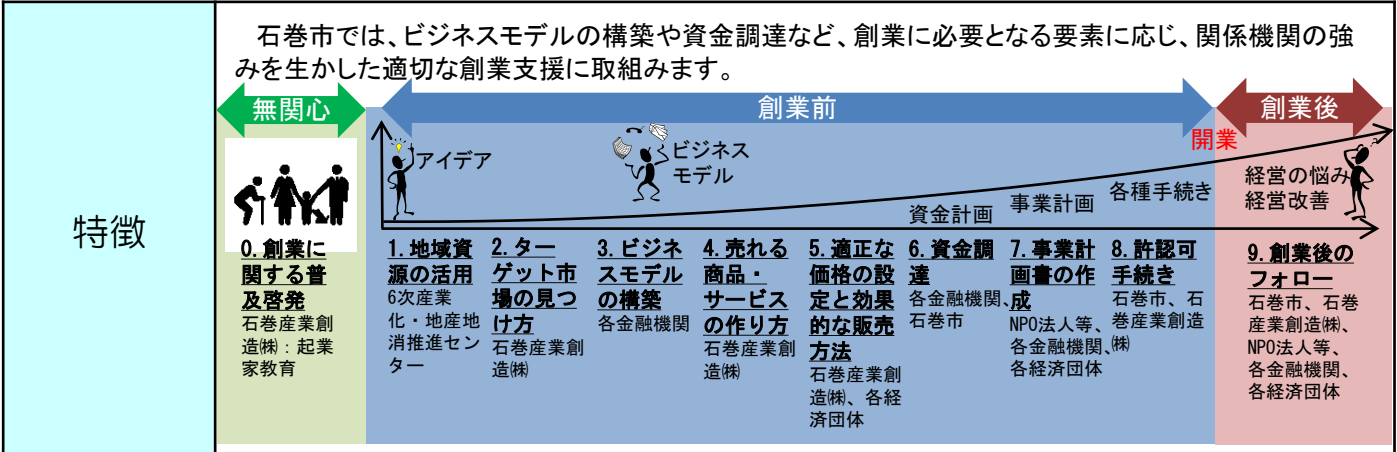 特徴
石巻市では、ビジネスモデルの構築や資金調達など、創業に必要となる要素に応じ、関係機関の強
みを生かした適切な創業支援に取組みます。
無関心
創業前
創業後
開業
アイデア
ビジネス
モデル
資金計画
事業計画
各種手続き
経営の悩み
経営改善
0. 創業に
関する普
及啓発
石巻産業創
造㈱：起業
家教育
1. 地域資
源の活用
6次産業
化・地産地
消推進セン
ター
2. ター
ゲット市
場の見つ
け方
石巻産業創
造㈱
3. ビジネ
スモデル
の構築
各金融機関
4. 売れる
商品・
サービス
の作り方
石巻産業創
造㈱
5. 適正な
価格の設
定と効果
的な販売
方法
石巻産業創
造㈱、各経
済団体
6. 資金調
達
各金融機関、
石巻市
7. 事業計
画書の作
成
NPO法人等、
各金融機関、
各経済団体
8. 許認可
手続き
石巻市、石
巻産業創造
㈱
9. 創業後の
フォロー
石巻市、石巻
産業創造㈱、
NPO法人等、
各金融機関、
各経済団体